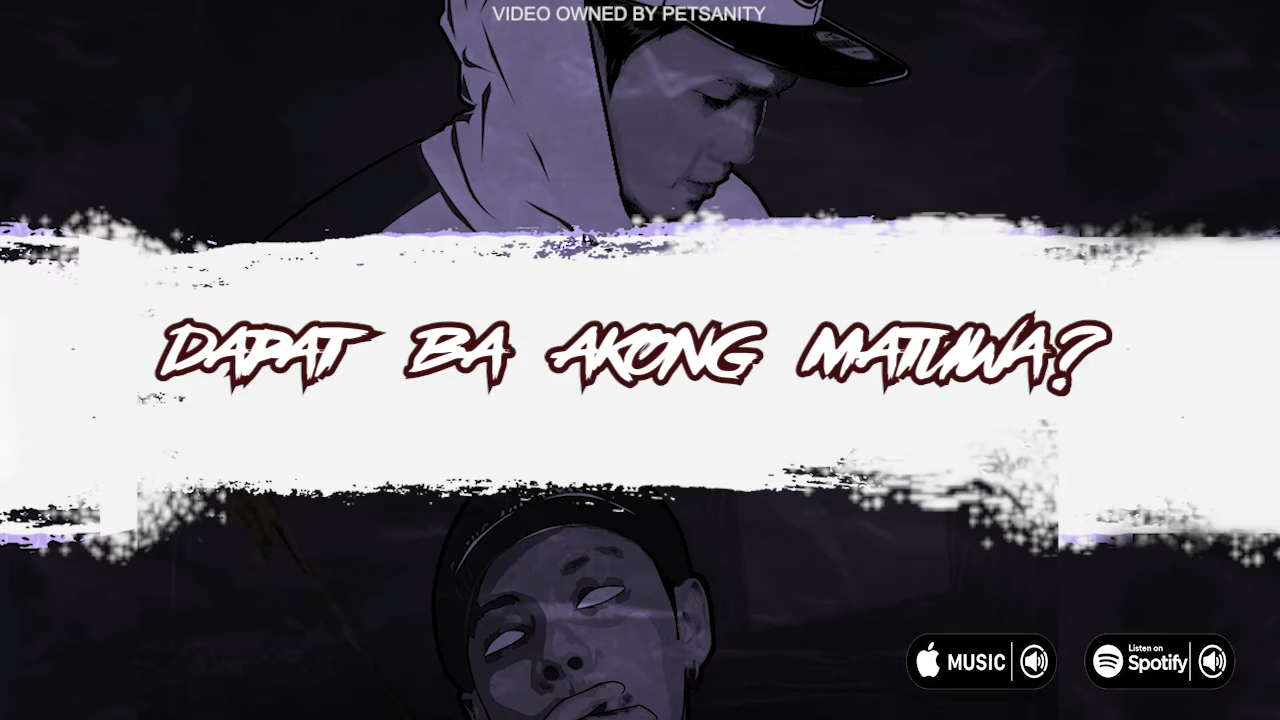 VIDEO OWNED BY PETSANITY
DAPAT BA AKONG MATUWA?
MUSIC
Listen on
Spotify